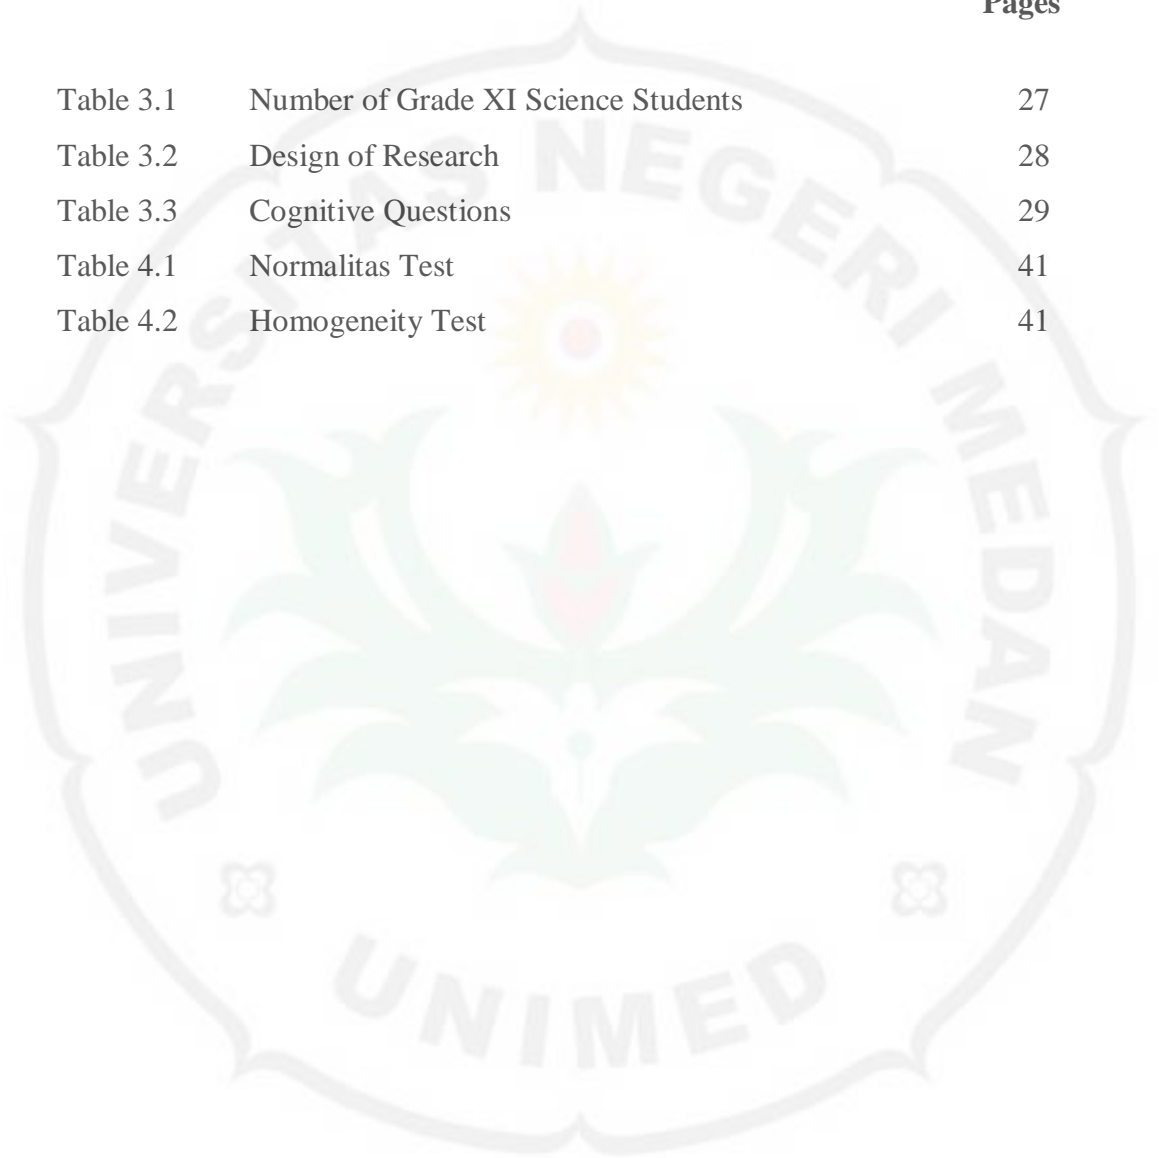 Pages
Table 3.1 Number of Grade XI Science Students 27
Table 3.2 Design of Research 28
Table 3.3 Cognitive Questions 29
Table 4.1 Normalitas Test 41
Table 4.2 Homogeneity Test 41
UNIVERSITAS NEGERI MEDAN
UNIMED